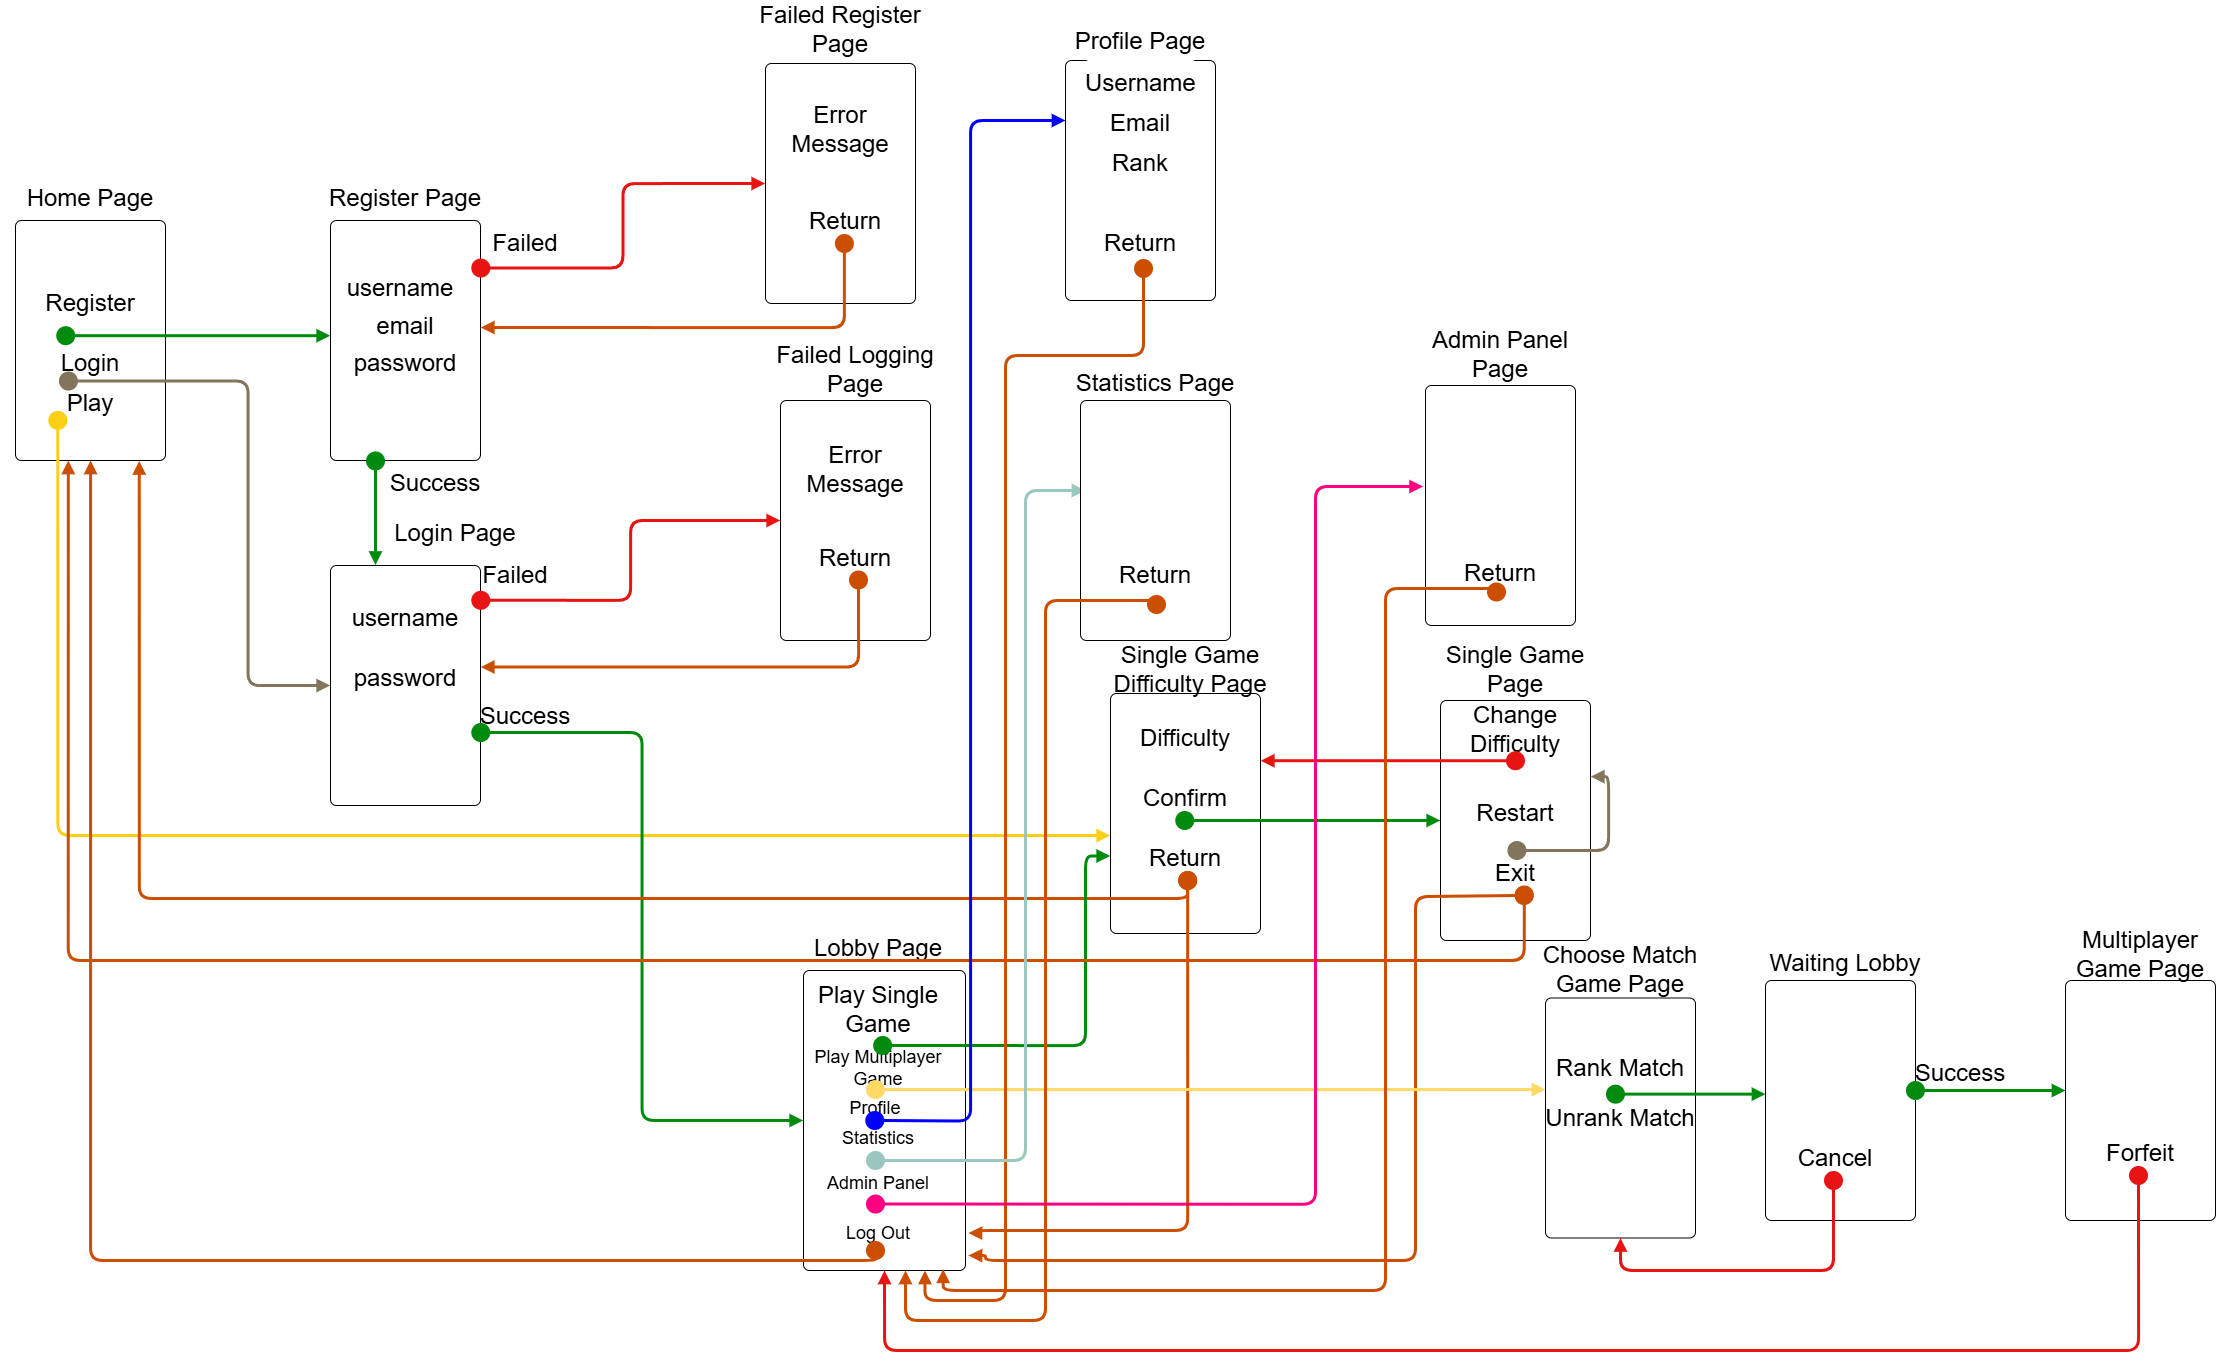 Failed Register
Page
Error
Message
Return
Profile Page
Username
Email
Rank
Return
Home Page
Register
Login
Play
Register Page
username
email
password
Failed
Success
Failed Logging
Page
Error
Message
Return
Statistics Page
Return
Admin Panel
Page
Return
Login Page
Failed
username
password
Success
Single Game
Difficulty Page
Difficulty
Confirm
Return
Single Game
Page
Change
Difficulty
Restart
Exit
Lobby Page
Play Single
Game
Play Multiplayer
Game
Profile
Statistics
Admin Panel
Log Out
Choose Match
Game Page
Rank Match
Unrank Match
Waiting Lobby
Success
Cancel
Multiplayer
Game Page
Forfeit